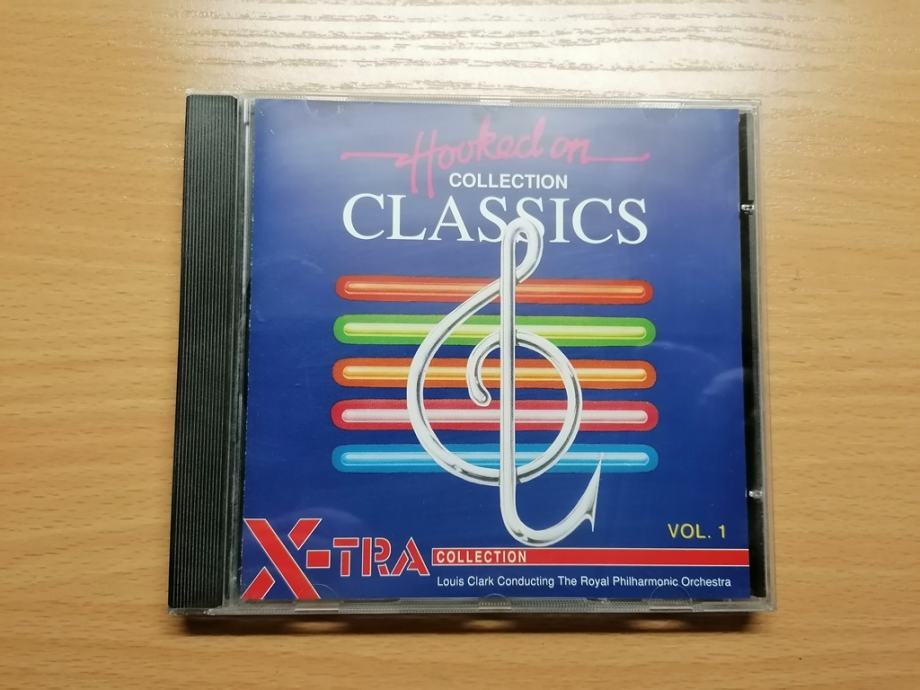 Hooked on
COLLECTION
CLASSICS
VOL. 1
X-TRA COLLECTION
Louis Clark Conducting The Royal Philharmonic Orchestra